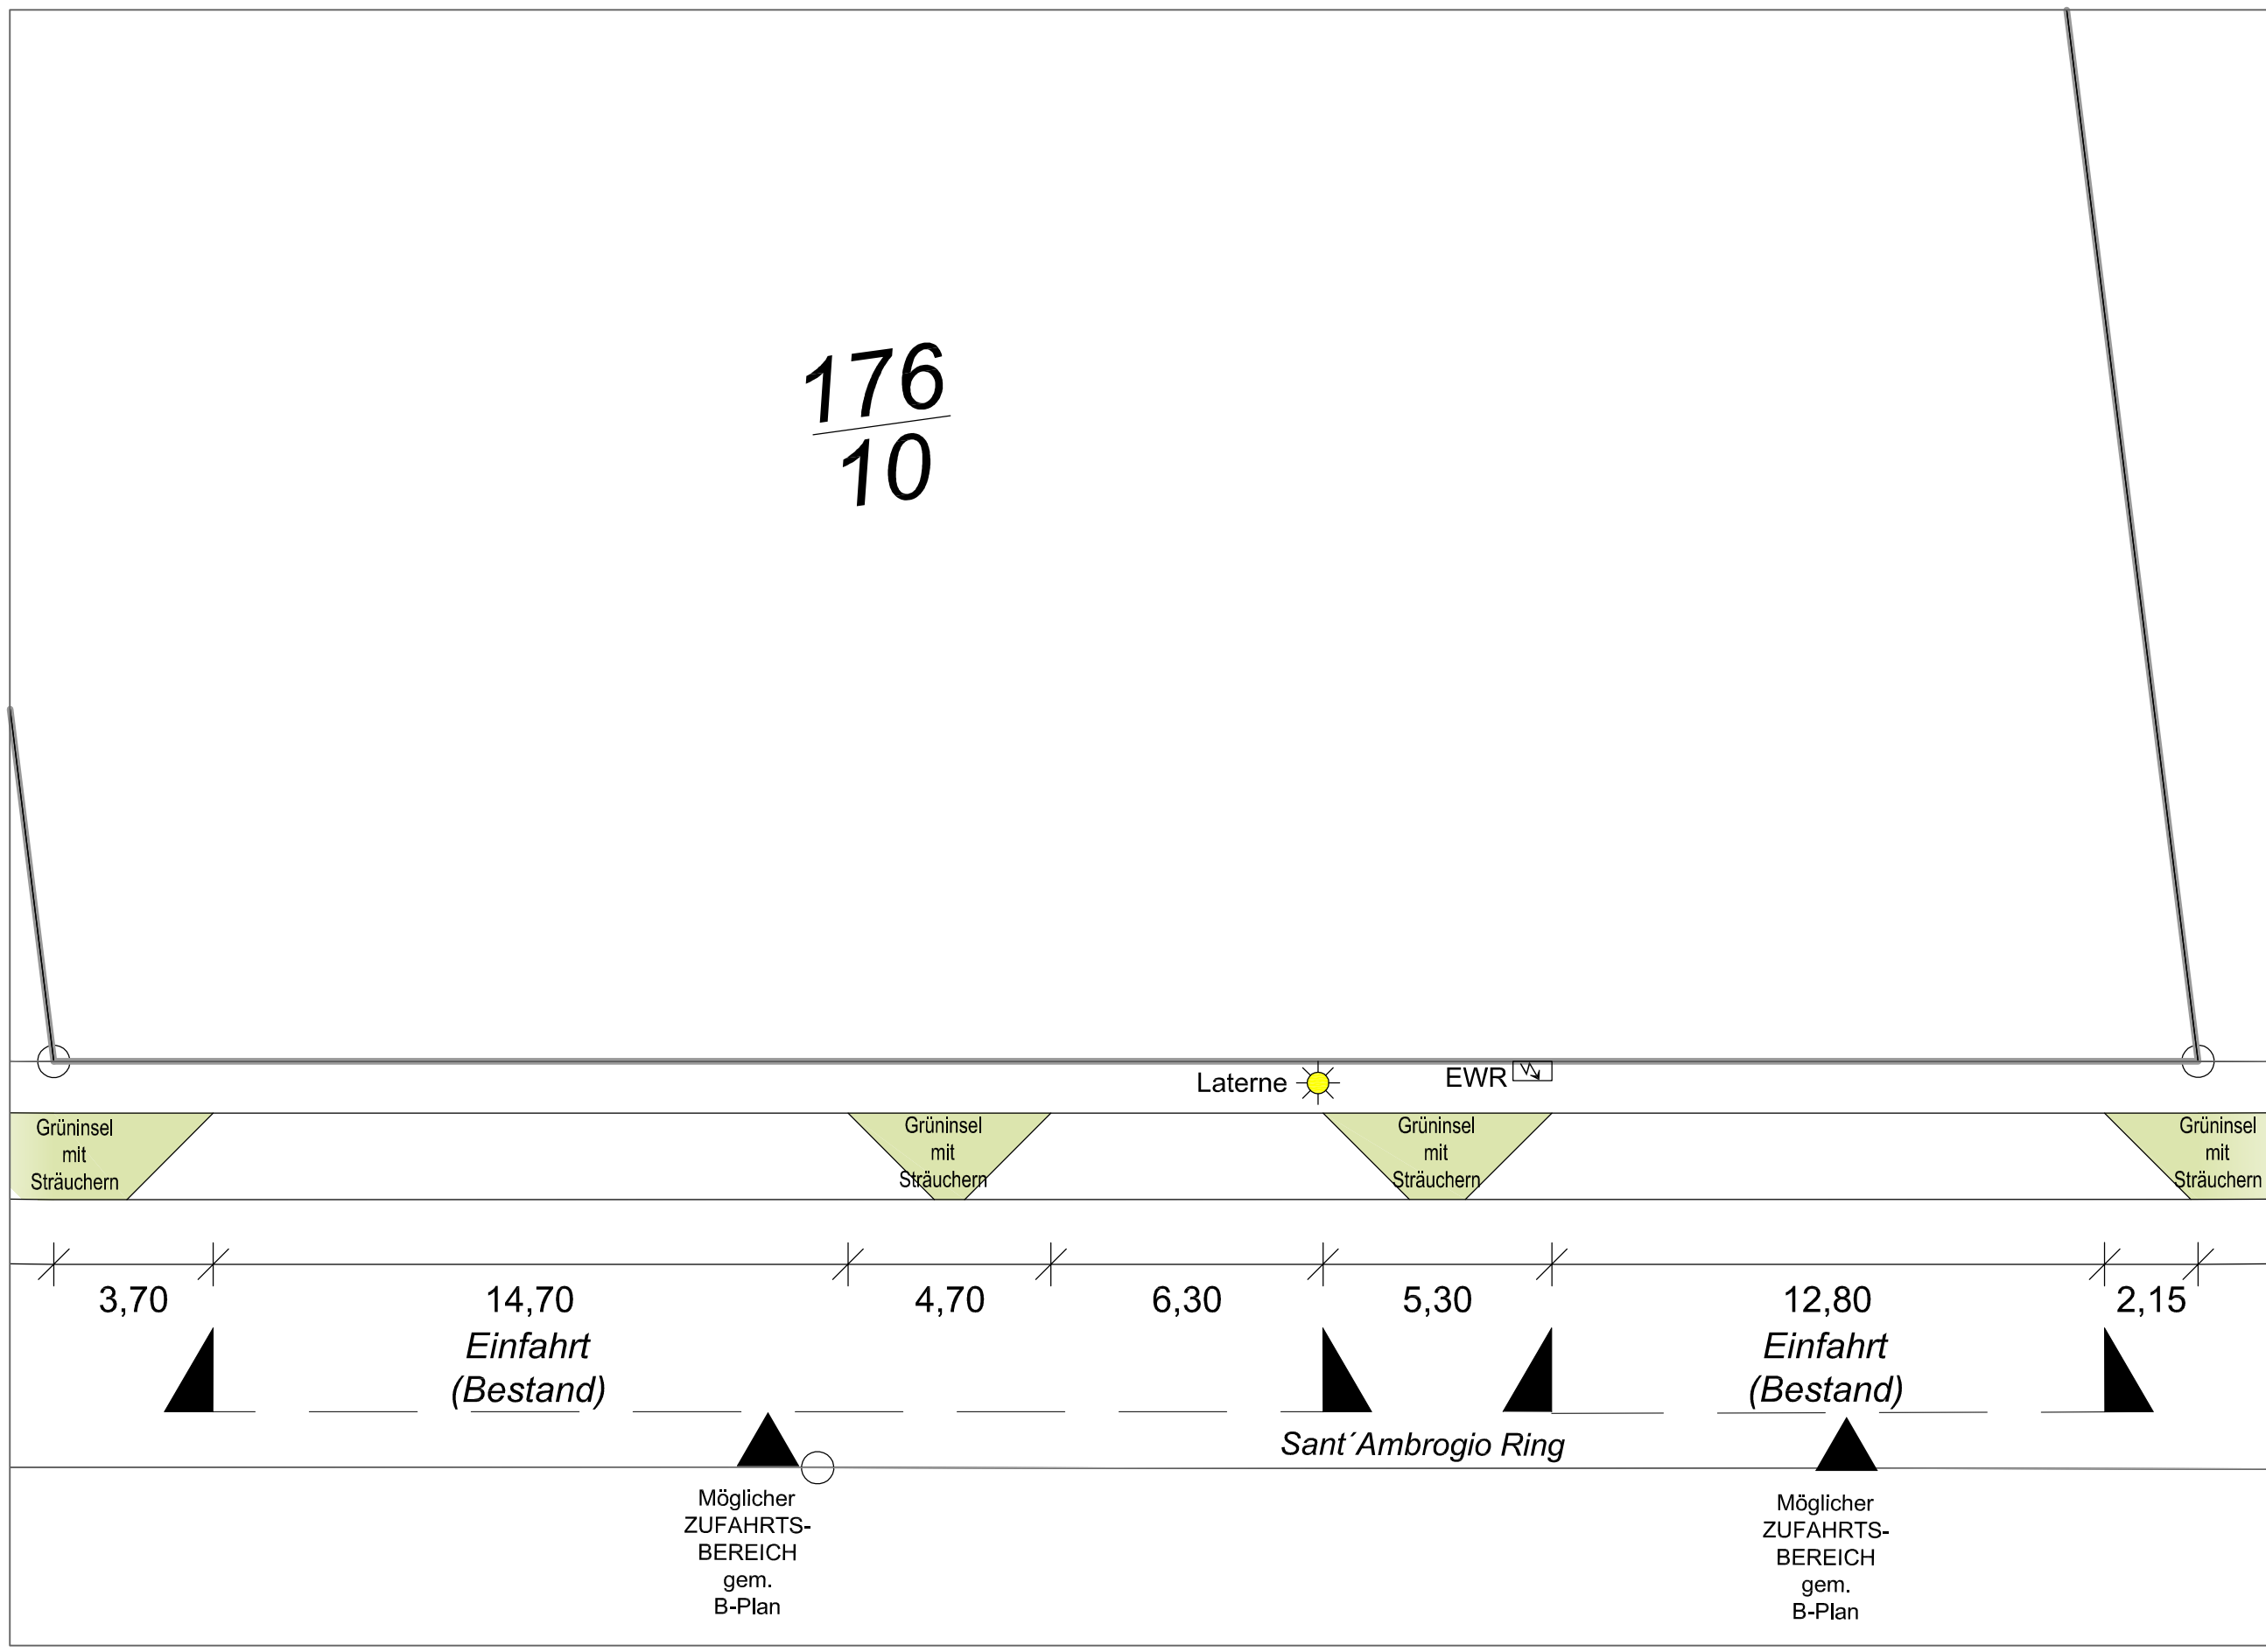 176
10
Laterne
EWR
Grüninsel
mit
Sträuchern
Grüninsel
mit
Sträuchern
Grüninsel
mit
Sträuchern
Grüninsel
mit
Sträuchern
3,70
14,70
4,70
6,30
5,30
12,80
2,15
Einfahrt
(Bestand)
Einfahrt
(Bestand)
Sant´Ambrogio Ring
Möglicher
ZUFAHRTS-
BEREICH
gem.
B-Plan
Möglicher
ZUFAHRTS-
BEREICH
gem.
B-Plan